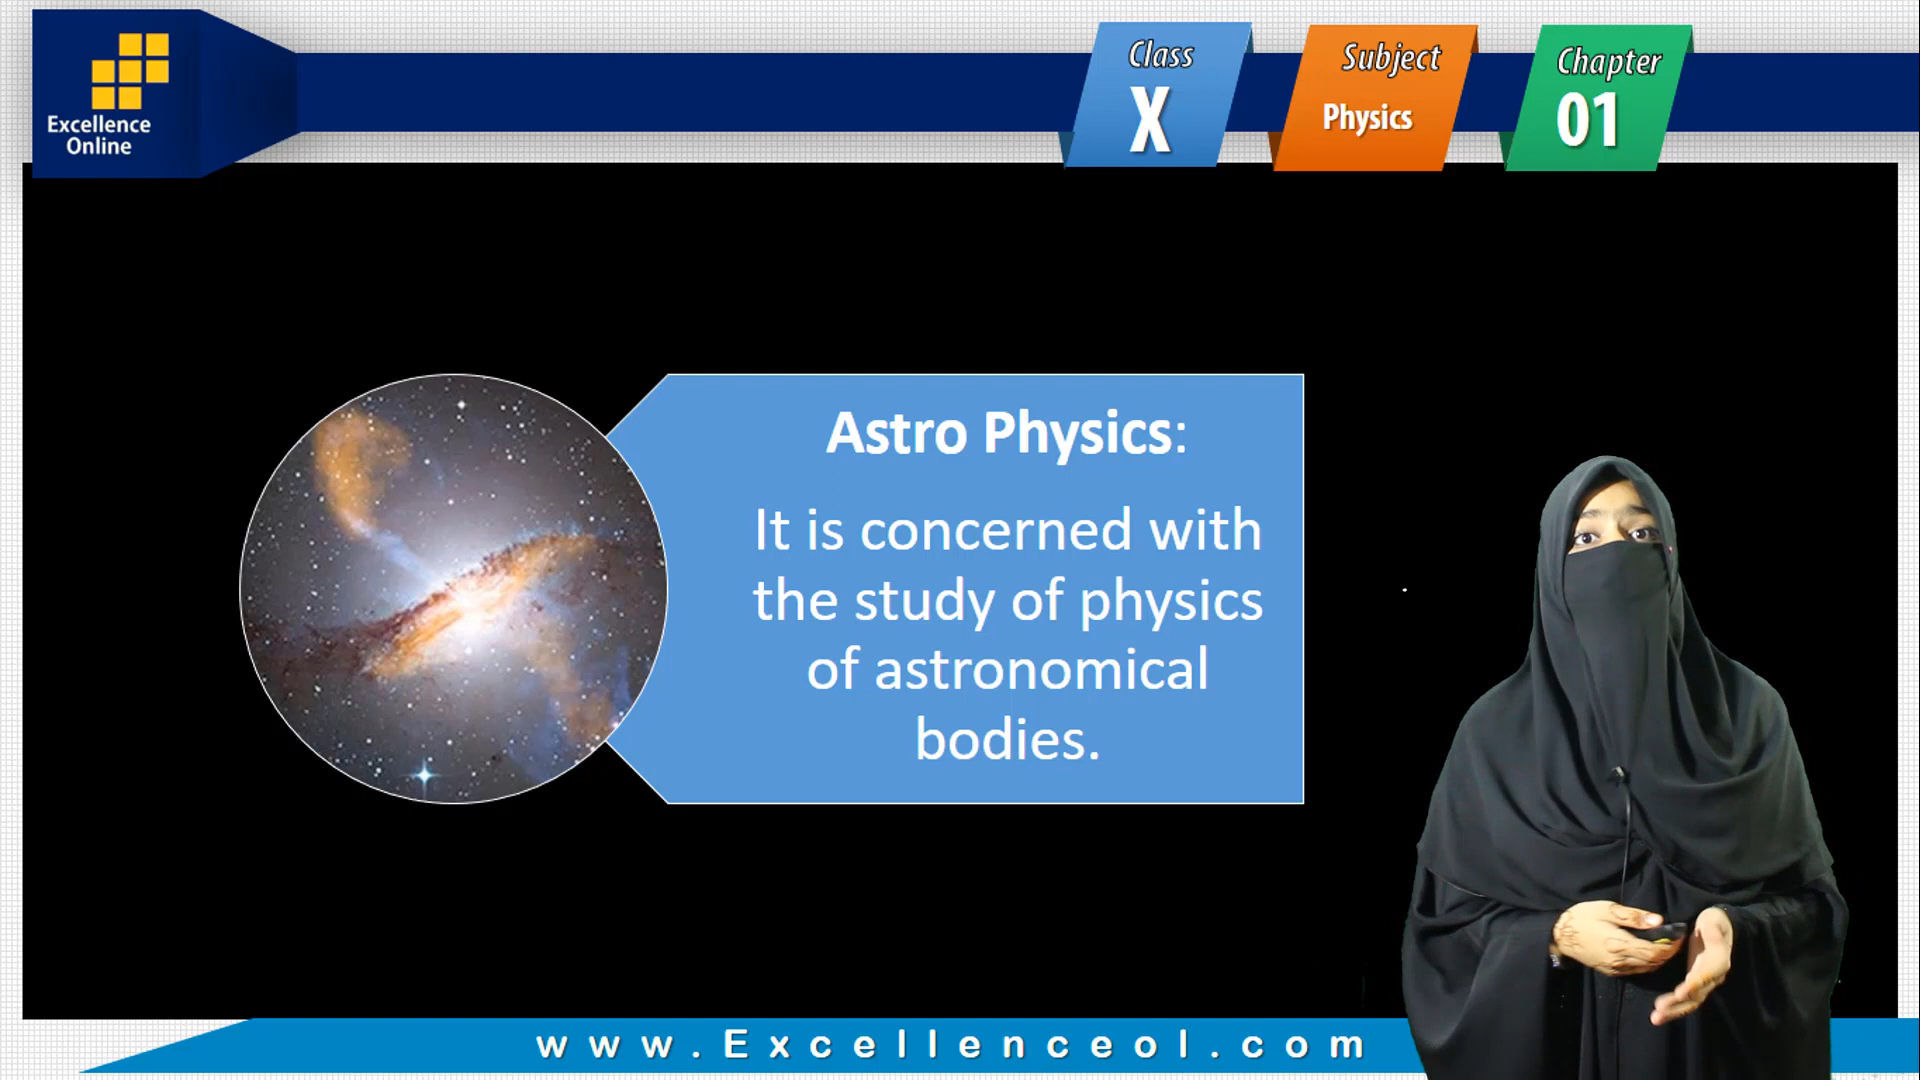 Excellence
Online
Class
X
Subject
Physics
Chapter
01
Astro Physics:
It is concerned with
the study of physics
of astronomical
bodies.
www.Excellenceol.com